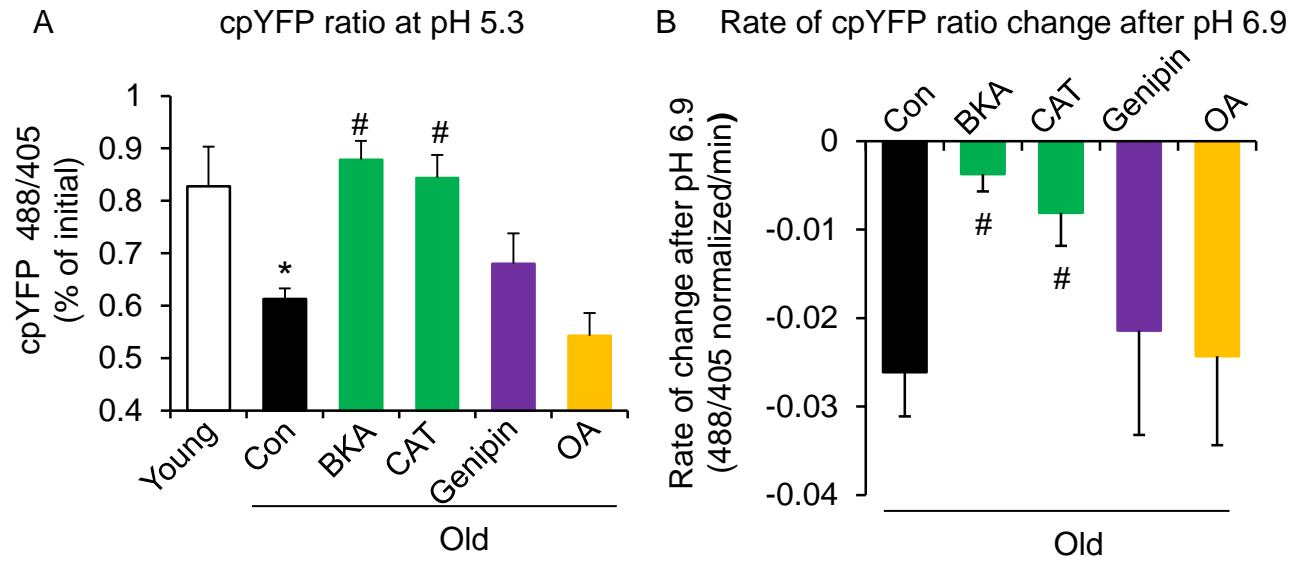 A
cpYFP ratio at pH 5.3
cpYFP 488/405
(% of initial)
1
0.9
0.8
0.7
0.6
0.5
0.4
*
#
#
Young
Con
BKA
CAT
Genipin
OA
Old
B
Rate of cpYFP ratio change after pH 6.9
Rate of change after pH 6.9
(488/405 normalized/min)
Con
BKA
CAT
Genipin
OA
0
-0.01
-0.02
-0.03
-0.04
#
#
Old